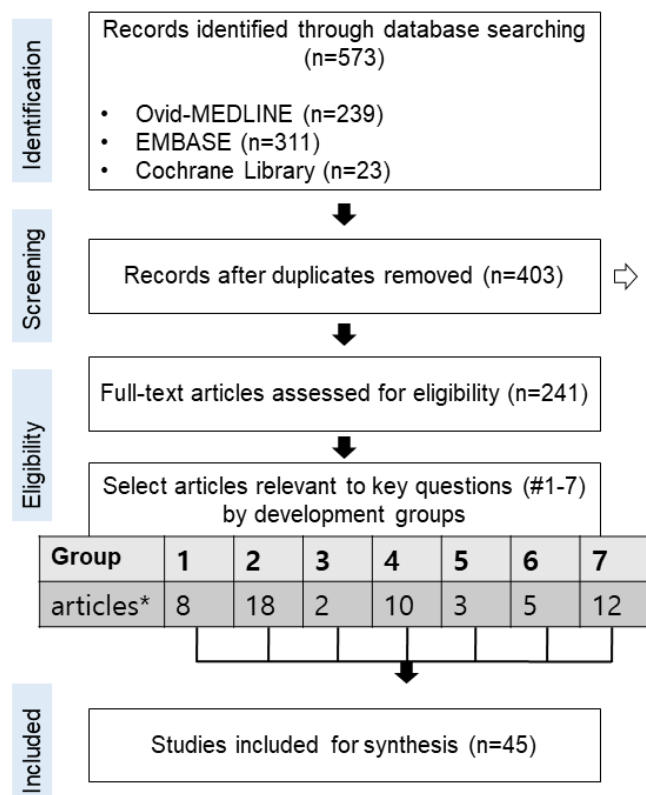 Identification
Records identified through database searching
(n=573)
• Ovid-MEDLINE (n=239)
• EMBASE (n=311)
• Cochrane Library (n=23)
Screening
Records after duplicates removed (n=403)
Eligibility
Full-text articles assessed for eligibility (n=241)
Select articles relevant to key questions (#1-7)
by development groups
Group 1 2 3 4 5 6 7
articles* 8 18 2 10 3 5 12
Included
Studies included for synthesis (n=45)